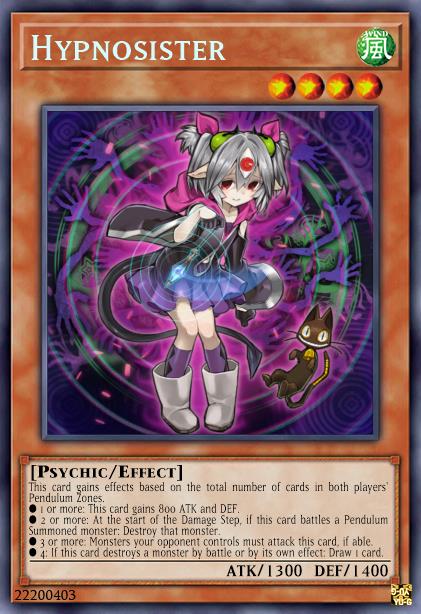 HYPNOSISTER
WIND
風
[PSYCHIC/EFFECT]
This card gains effects based on the total number of cards in both players'
Pendulum Zones.
● 1 or more: This card gains 800 ATK and DEF.
● 2 or more: At the start of the Damage Step, if this card battles a Pendulum
Summoned monster: Destroy that monster.
● 3 or more: Monsters your opponent controls must attack this card, if able.
● 4: If this card destroys a monster by battle or by its own effect: Draw 1 card.
ATK/1300 DEF/1400
22200403